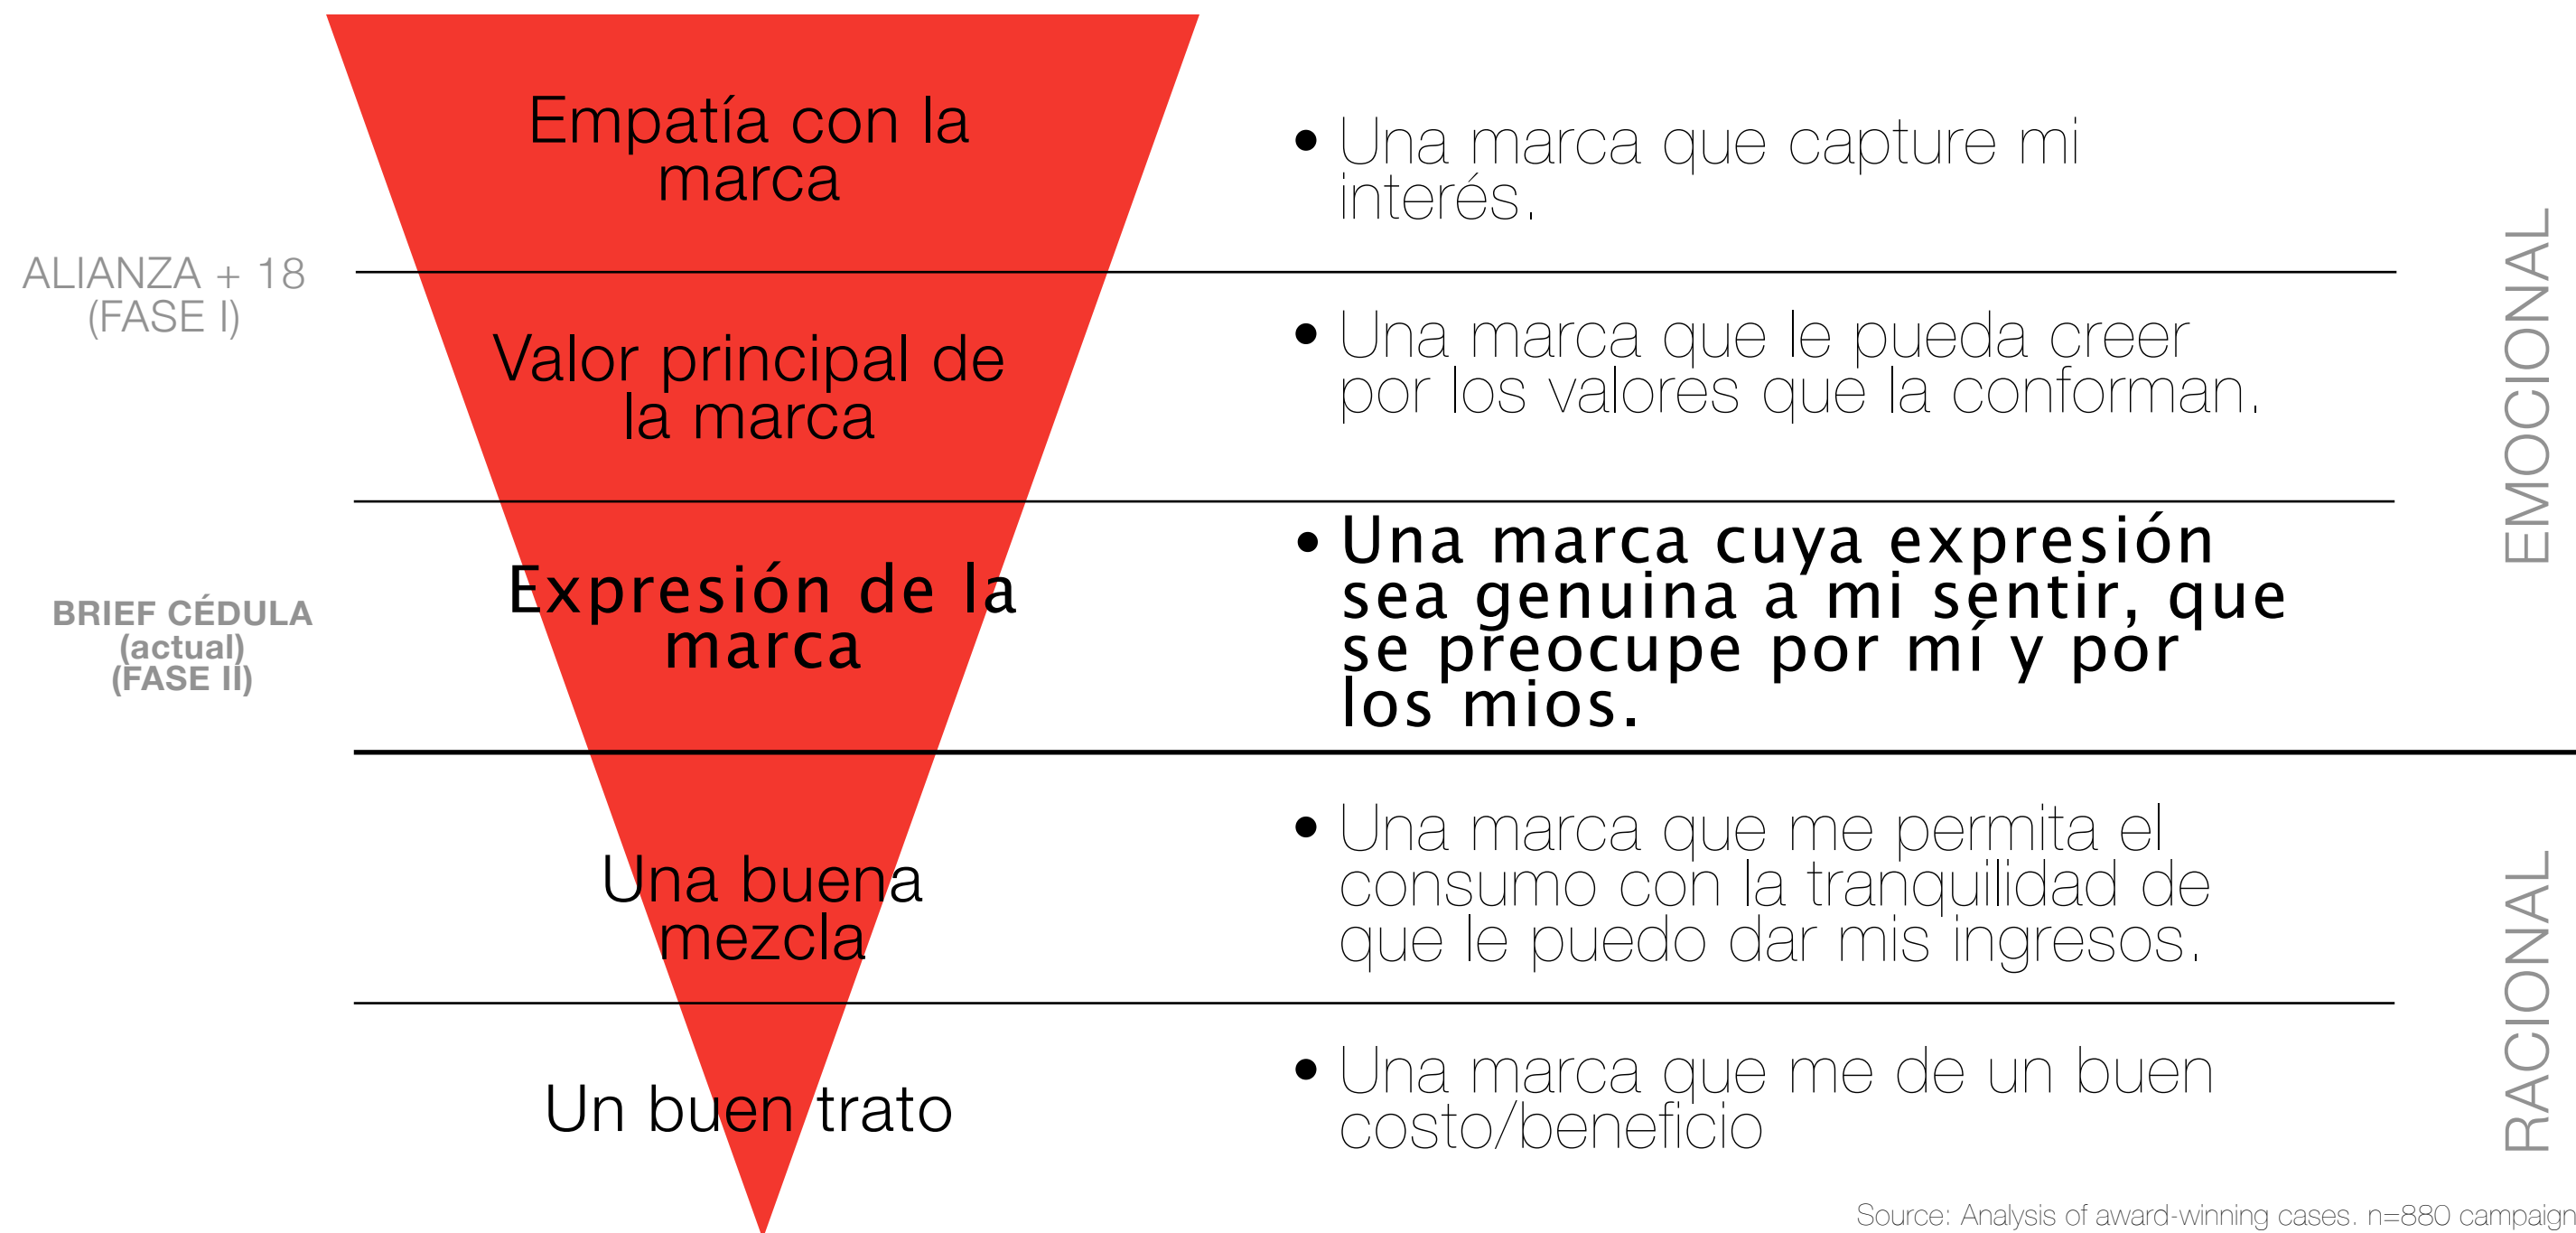 Empatía con la
marca
• Una marca que capture mi
interés.
ALIANZA + 18
(FASE I)
Valor principal de
la marca
• Una marca que le pueda creer
por los valores que la conforman.
EMOCIONAL
BRIEF CÉDULA
(actual)
(FASE II)
Expresión de la
marca
• Una marca cuya expresión
sea genuina a mi sentir, que
se preocupe por mí y por
los mios.
Una buena
mezcla
• Una marca que me permita el
consumo con la tranquilidad de
que le puedo dar mis ingresos.
RACIONAL
Un buen trato
• Una marca que me de un buen
costo/beneficio
Source: Analysis of award-winning cases. n=880 campaign